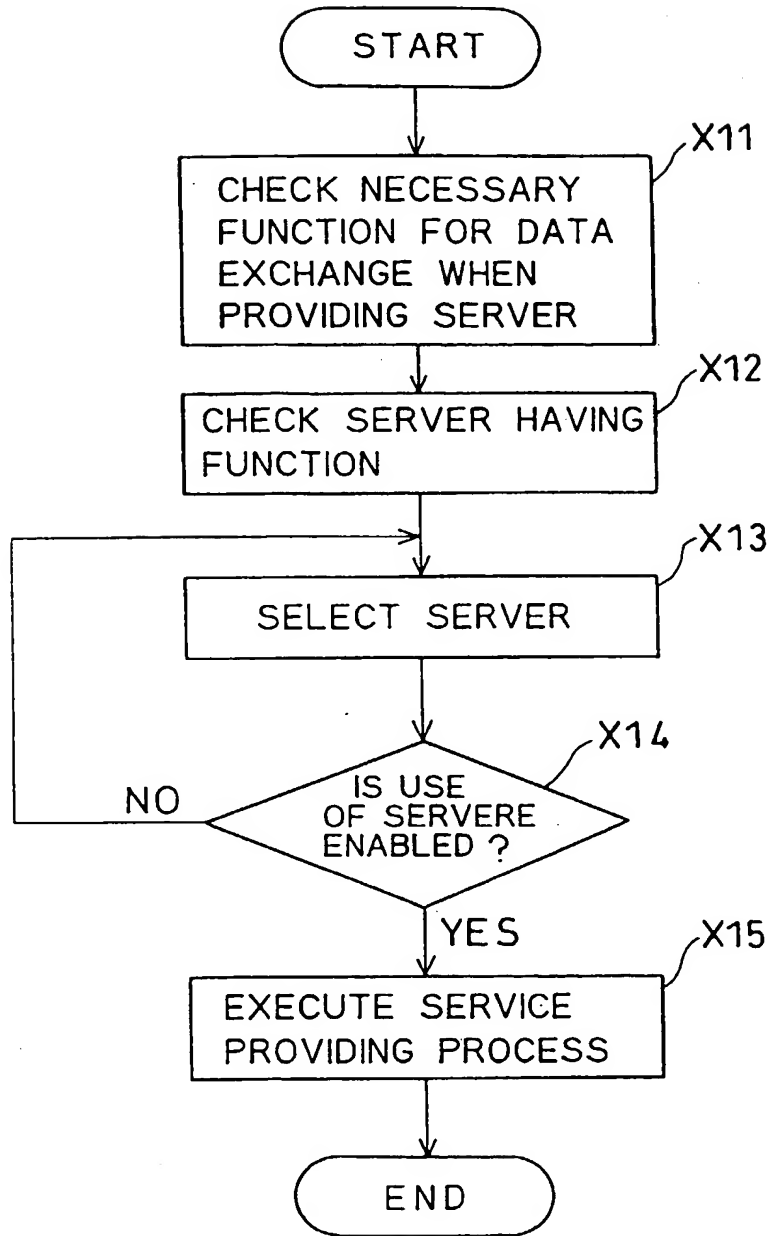 START
X11
CHECK NECESSARY
FUNCTION FOR DATA
EXCHANGE WHEN
PROVIDING SERVER
X12
CHECK SERVER HAVING
FUNCTION
X13
SELECT SERVER
X14
IS USE
OF SERVERE
ENABLED ?
NO
YES
X15
EXECUTE SERVICE
PROVIDING PROCESS
END